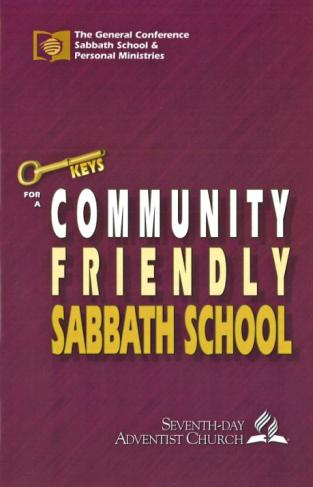 The General Conference
Sabbath School &
Personal Ministries
KEYS
FOR
A
COMMUNITY
FRIENDLY
SABBATH SCHOOL
SEVENTH-DAY
ADVENTIST CHURCH